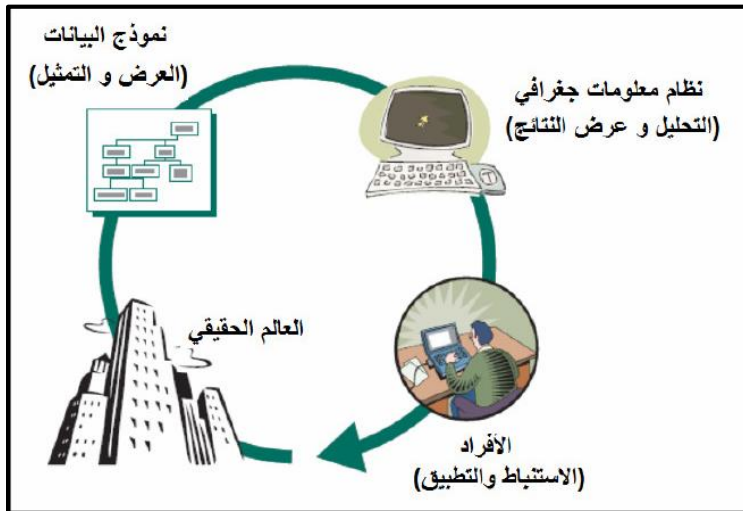 نموذج البيانات
(العرض و التمثيل)
نظام معلومات جغرافي
(التحليل و عرض النتائج)
العالم الحقيقي
الأفراد
(الاستنباط والتطبيق)